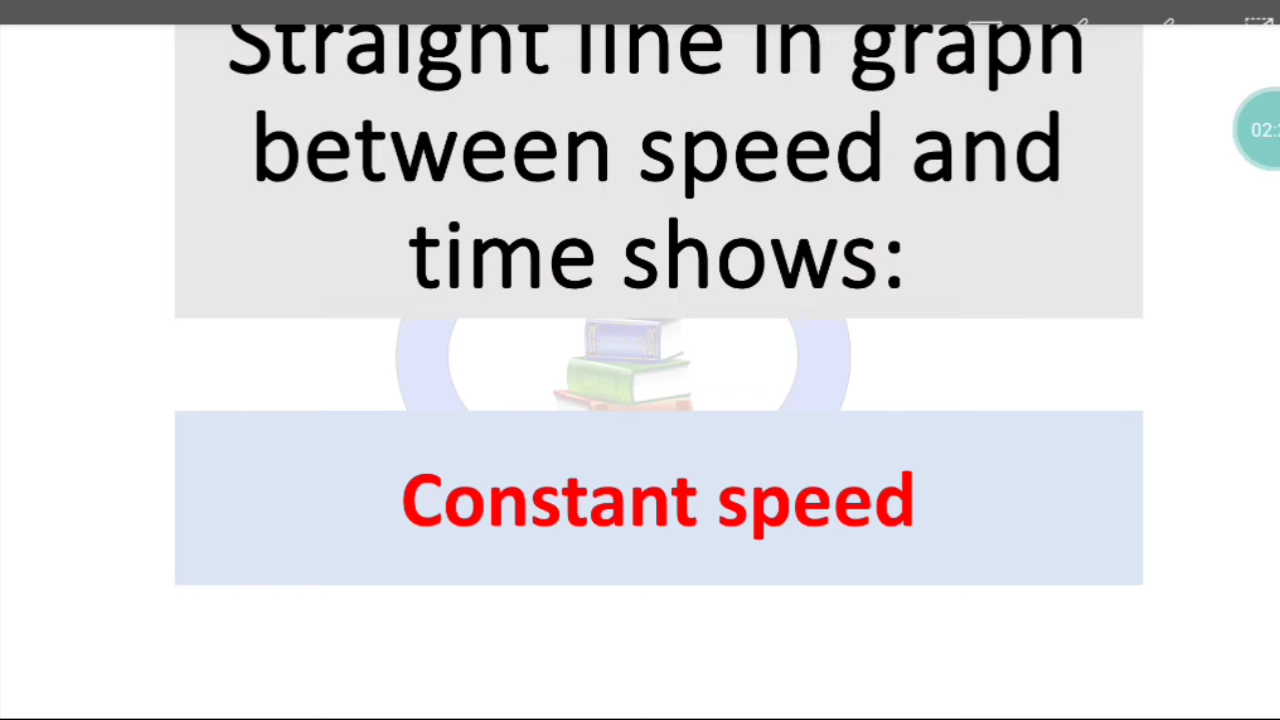 Straight line in graph
between speed and
time shows:
Constant speed